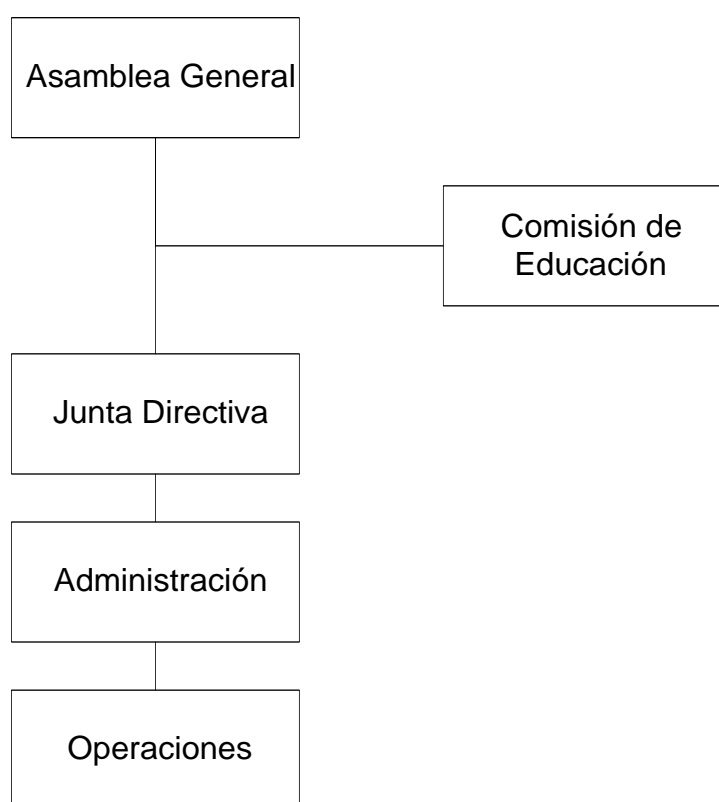 Asamblea General
Comisión de
Educación
Junta Directiva
Administración
Operaciones